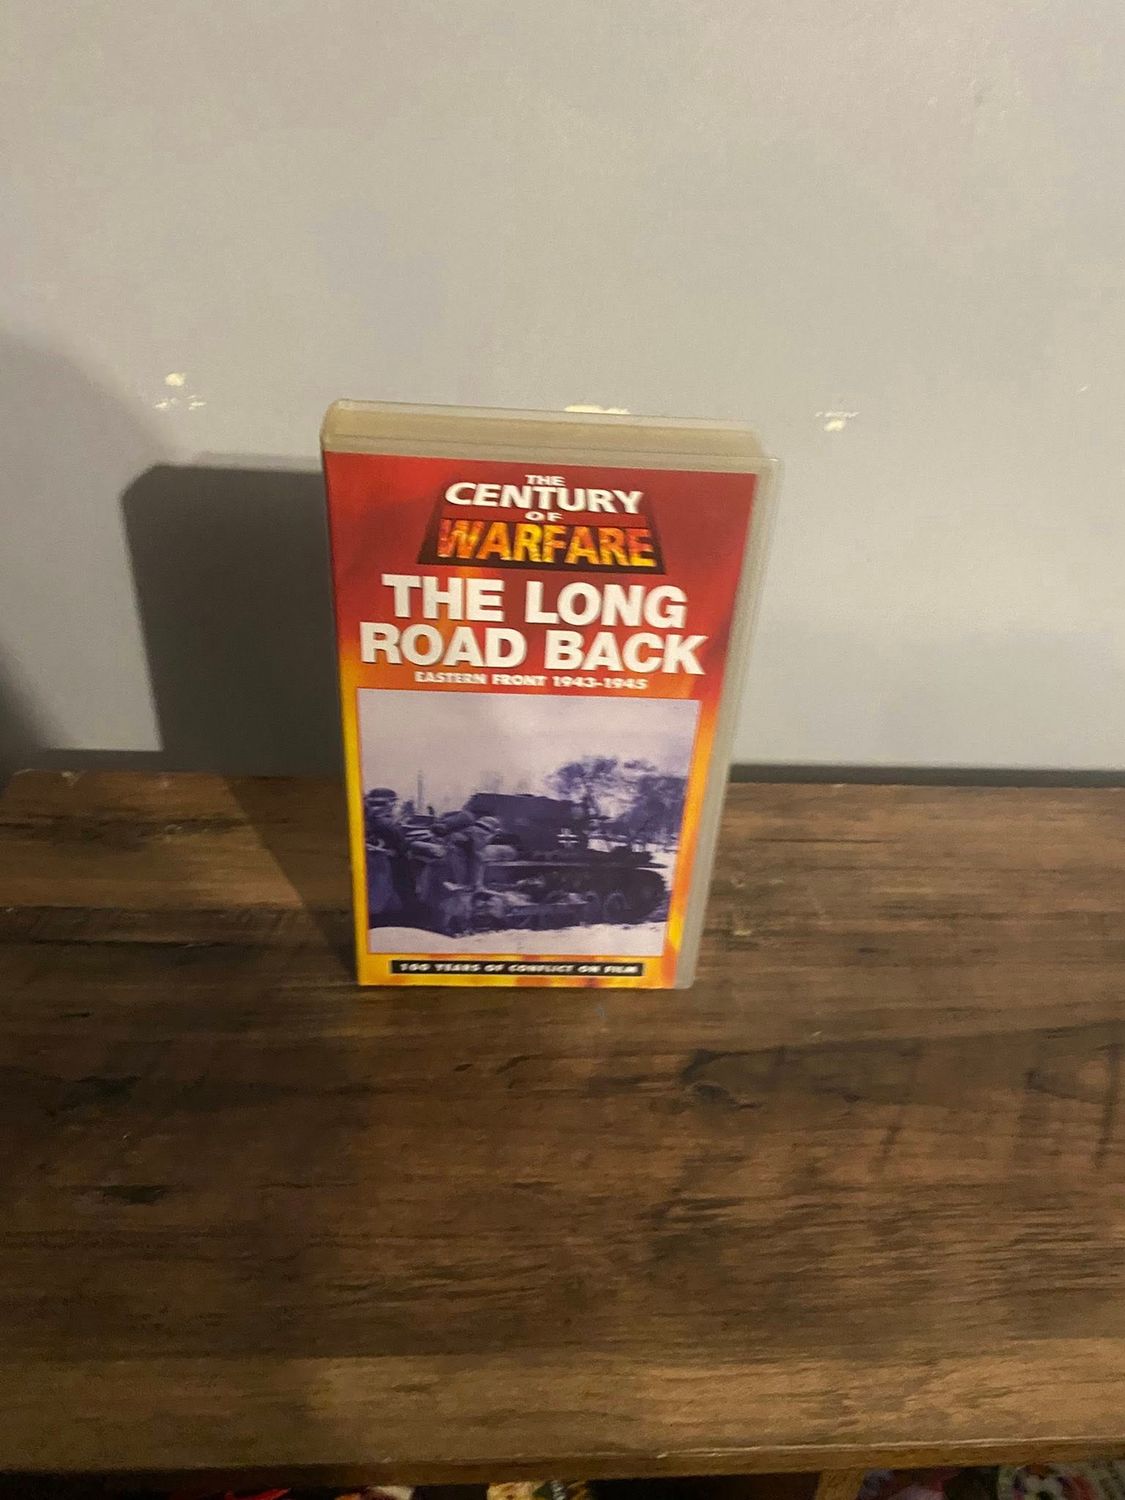 THE
CENTURY
OF
WARFARE
THE LONG
ROAD BACK
EASTERN FRONT 1943-1945
100 YEARS OF CONFLICT ON FILM